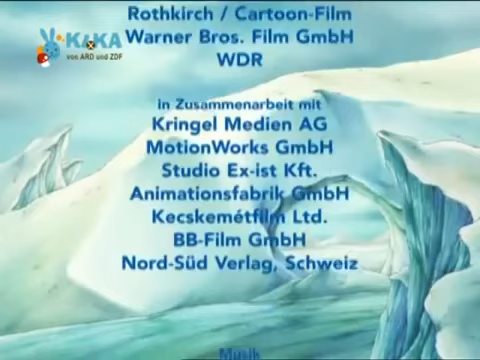 KiKA
von ARD und ZDF
Rothkirch / Cartoon-Film
Warner Bros. Film GmbH
WDR
in Zusammenarbeit mit
Kringel Medien AG
MotionWorks GmbH
Studio Ex-ist Kft.
Animationsfabrik GmbH
Kecskemétfilm Ltd.
BB-Film GmbH
Nord-Süd Verlag, Schweiz
Musik